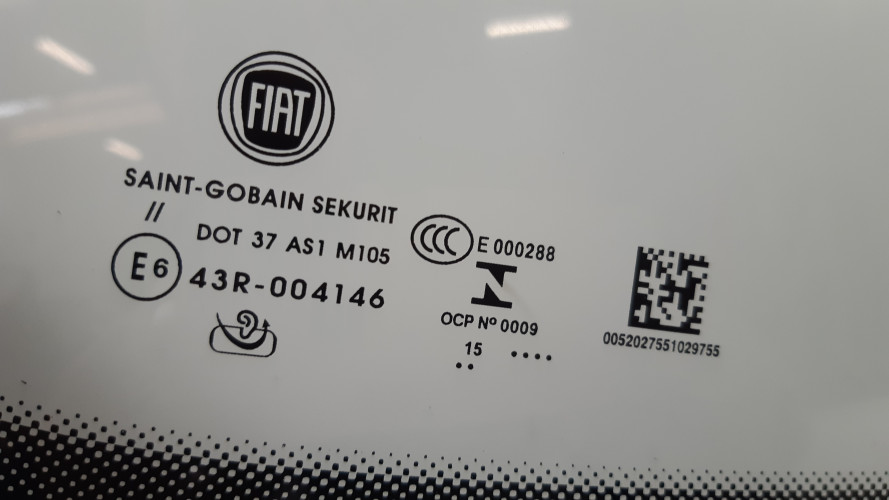 FIAT
SAINT-GOBAIN SEKURIT
//
DOT 37 AS1 M105
E6 43R-004146
CCC E 000288
OCP Nº 0009
15 ....
..
0052027551029755